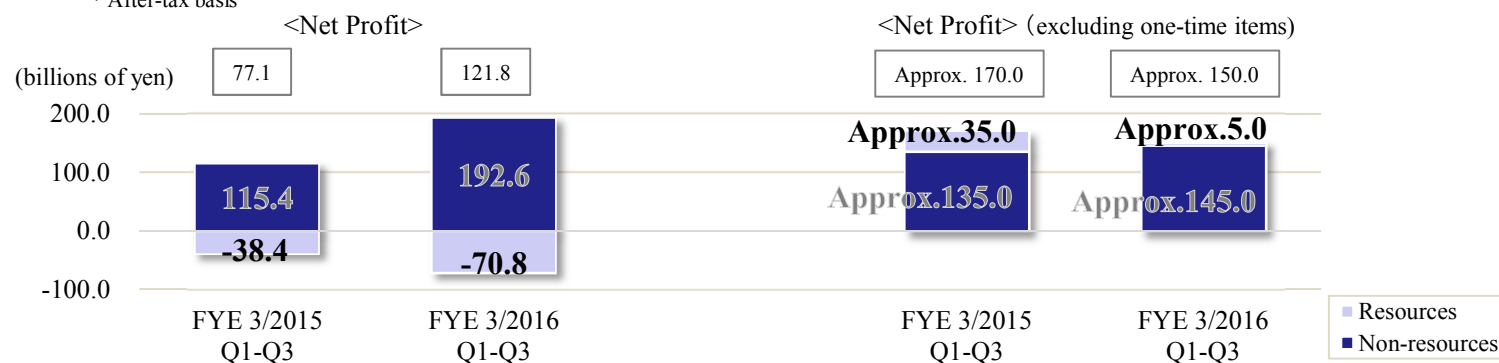 * After-tax basis
<Net Profit>
<Net Profit>（excluding one-time items)
(billions of yen)
77.1
121.8
Approx. 170.0
Approx. 150.0
200.0
100.0
0.0
-100.0
115.4
-38.4
192.6
-70.8
Approx.35.0
Approx.135.0
Approx.5.0
Approx.145.0
FYE 3/2015
Q1-Q3
FYE 3/2016
Q1-Q3
FYE 3/2015
Q1-Q3
FYE 3/2016
Q1-Q3
Resources
Non-resources